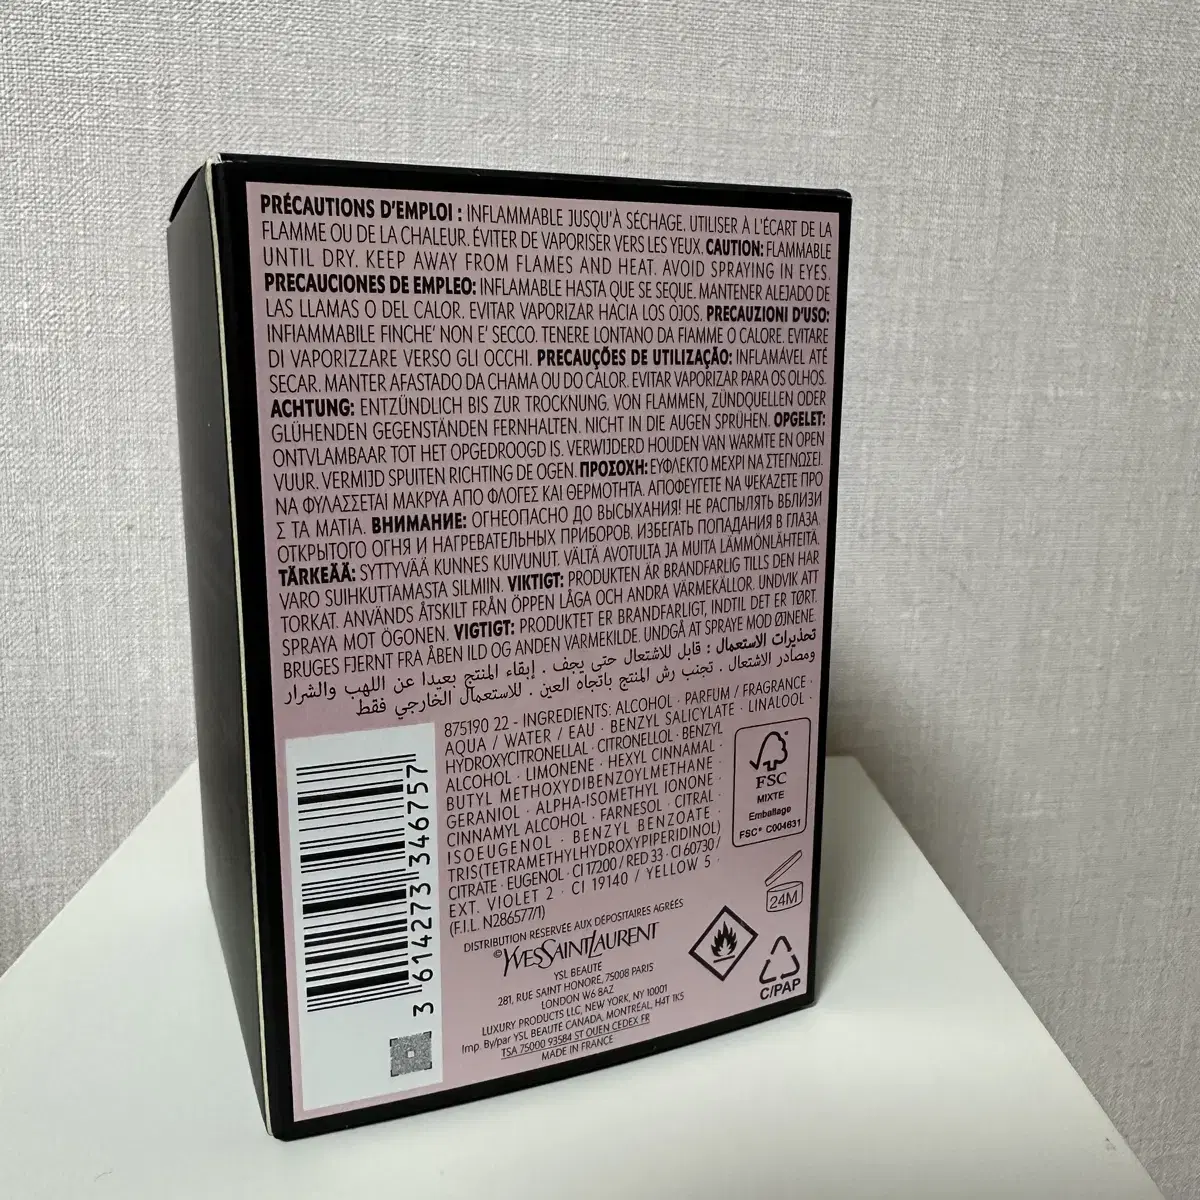 PRÉCAUTIONS D'EMPLOI : INFLAMMABLE JUSQU'À SÉCHAGE. UTILISER À L'ÉCART DE LA
FLAMME OU DE LA CHALEUR. ÉVITER DE VAPORISER VERS LES YEUX. CAUTION: FLAMMABLE
UNTIL DRY. KEEP AWAY FROM FLAMES AND HEAT. AVOID SPRAYING IN EYES.
PRECAUCIONES DE EMPLEO: INFLAMABLE HASTA QUE SE SEQUE. MANTENER ALEJADO DE
LAS LLAMAS O DEL CALOR. EVITAR VAPORIZAR HACIA LOS OJOS. PRECAUZIONI D'USO:
INFIAMMABILE FINCHE' NON E' SECCO. TENERE LONTANO DA FIAMME O CALORE. EVITARE
DI VAPORIZZARE VERSO GLI OCCHI. PRECAUÇÕES DE UTILIZAÇÃO: INFLAMÁVEL ATÉ
SECAR. MANTER AFASTADO DA CHAMA OU DO CALOR. EVITAR VAPORIZAR PARA OS OLHOS.
ACHTUNG: ENTZÜNDLICH BIS ZUR TROCKNUNG. VON FLAMMEN, ZÜNDQUELLEN ODER
GLÜHENDEN GEGENSTÄNDEN FERNHALTEN. NICHT IN DIE AUGEN SPRÜHEN. OPGELET:
ONTVLAMBAAR TOT HET OPGEDROOGD IS. VERWIJDERD HOUDEN VAN WARMTE EN OPEN
VUUR. VERMIJD SPUITEN RICHTING DE OGEN. ΠΡΟΣΟΧΗ: ΕΥΦΛΕΚΤΟ ΜΕΧΡΙ ΝΑ ΣΤΕΓΝΩΣΕΙ.
ΝΑ ΦΥΛΑΣΣΕΤΑΙ ΜΑΚΡΥΑ ΑΠΟ ΦΛΟΓΕΣ ΚΑΙ ΘΕΡΜΟΤΗΤΑ. ΑΠΟΦΕΥΓΕΤΕ ΝΑ ΨΕΚΑΖΕΤΕ ΠΡΟ
Σ ΤΑ ΜΑΤΙΑ. ВНИМАНИЕ: ОГНЕОПАСНО ДО ВЫСЫХАНИЯ! НЕ РАСПЫЛЯТЬ ВБЛИЗИ
ОТКРЫТОГО ОГНЯ И НАГРЕВАТЕЛЬНЫХ ПРИБОРОВ. ИЗБЕГАТЬ ПОПАДАНИЯ В ГЛАЗА.
TÄRKEÄÄ: SYTTYVÄÄ KUNNES KUIVUNUT. VÄLTÄ AVOTULTA JA MUITA LÄMMÖNLÄHTEITÄ.
VARO SUIHKUTTAMASTA SILMIIN. VIKTIGT: PRODUKTEN ÄR BRANDFARLIG TILLS DEN HAR
TORKAT. ANVÄNDS ÅTSKILT FRÅN ÖPPEN LÅGA OCH ANDRA VÄRMEKÄLLOR. UNDVIK ATT
SPRAYA MOT ÖGONEN. VIGTIGT: PRODUKTET ER BRANDFARLIGT, INDTIL DET ER TØRT.
BRUGES FJERNT FRA ÅBEN ILD OG ANDEN VARMEKILDE. UNDGÅ AT SPRAYE MOD ØJNENE.
تحذيرات الاستعمال : قابل للاشتعال حتى يجف . إبقاء المنتج بعيدا عن اللهب والشرار
ومصادر الاشتعال . تجنب رش المنتج باتجاه العين . للاستعمال الخارجي فقط
875190 22 - INGREDIENTS: ALCOHOL · PARFUM / FRAGRANCE ·
AQUA / WATER / EAU · BENZYL SALICYLATE · LINALOOL ·
HYDROXYCITRONELLAL · CITRONELLOL · BENZYL
ALCOHOL · LIMONENE · HEXYL CINNAMAL ·
BUTYL METHOXYDIBENZOYLMETHANE ·
GERANIOL · ALPHA-ISOMETHYL IONONE ·
CINNAMYL ALCOHOL · FARNESOL · CITRAL ·
ISOEUGENOL · BENZYL BENZOATE ·
TRIS(TETRAMETHYLHYDROXYPIPERIDINOL)
CITRATE · EUGENOL · CI 17200 / RED 33 · CI 60730 /
EXT. VIOLET 2 · CI 19140 / YELLOW 5 ·
(F.I.L. N286577/1)
FSC
MIXTE
Emballage
FSC® C004631
24M
DISTRIBUTION RÉSERVÉE AUX DÉPOSITAIRES AGRÉÉS
©YVESSAINTLAURENT
YSL BEAUTÉ
281, RUE SAINT HONORÉ, 75008 PARIS
LONDON W6 8AZ
LUXURY PRODUCTS LLC, NEW YORK, NY 10001
Imp. By/par YSL BEAUTE CANADA, MONTRÉAL, H4T 1K5
TSA 75000 93584 ST OUEN CEDEX FR
MADE IN FRANCE
C/PAP
3 614273 346757